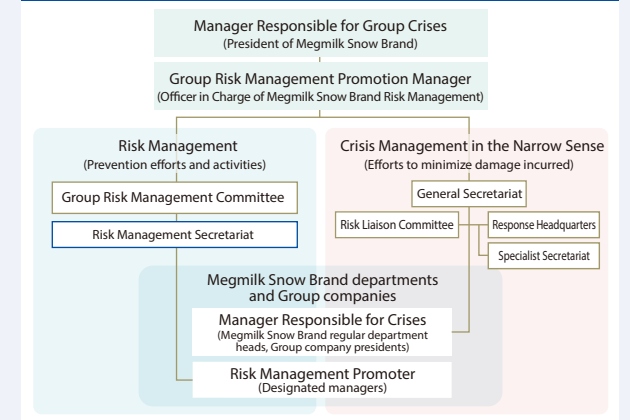 Manager Responsible for Group Crises
(President of Megmilk Snow Brand)
Group Risk Management Promotion Manager
(Officer in Charge of Megmilk Snow Brand Risk Management)
Risk Management
(Prevention efforts and activities)
Group Risk Management Committee
Risk Management Secretariat
Crisis Management in the Narrow Sense
(Efforts to minimize damage incurred)
General Secretariat
Risk Liaison Committee
Response Headquarters
Specialist Secretariat
Megmilk Snow Brand departments
and Group companies
Manager Responsible for Crises
(Megmilk Snow Brand regular department
heads, Group company presidents)
Risk Management Promoter
(Designated managers)